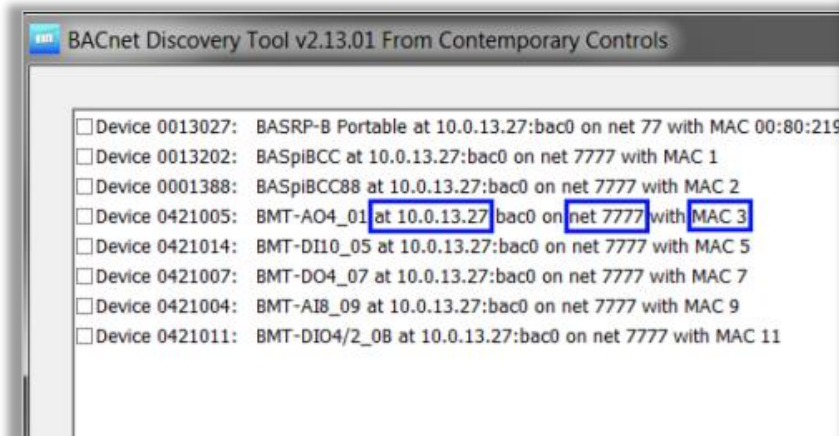 BACnet Discovery Tool v2.13.01 From Contemporary Controls
Device 0013027: BASRP-B Portable at 10.0.13.27:bac0 on net 77 with MAC 00:80:219
Device 0013202: BASpiBCC at 10.0.13.27:bac0 on net 7777 with MAC 1
Device 0001388: BASpiBCC88 at 10.0.13.27:bac0 on net 7777 with MAC 2
Device 0421005: BMT-AO4_01 at 10.0.13.27 bac0 on net 7777 with MAC 3
Device 0421014: BMT-DI10_05 at 10.0.13.27:bac0 on net 7777 with MAC 5
Device 0421007: BMT-DO4_07 at 10.0.13.27:bac0 on net 7777 with MAC 7
Device 0421004: BMT-AI8_09 at 10.0.13.27:bac0 on net 7777 with MAC 9
Device 0421011: BMT-DIO4/2_0B at 10.0.13.27:bac0 on net 7777 with MAC 11